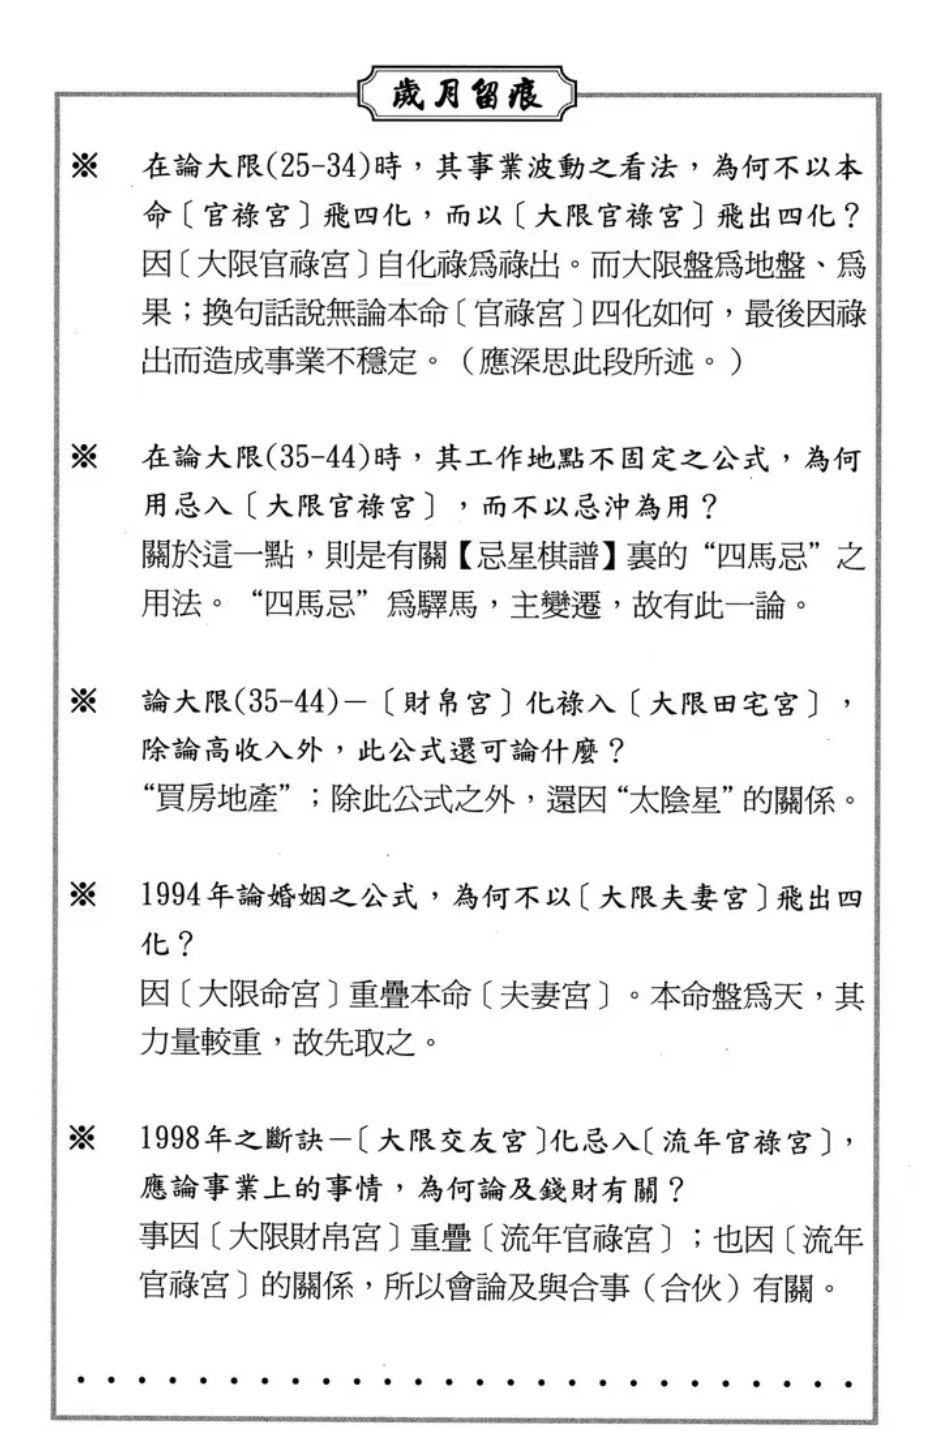 歲月留痕
※ 在論大限(25-34)時，其事業波動之看法，為何不以本
命〔官祿宮〕飛四化，而以〔大限官祿宮〕飛出四化？
因〔大限官祿宮〕自化祿爲祿出。而大限盤爲地盤、爲
果；換句話說無論本命〔官祿宮〕四化如何，最後因祿
出而造成事業不穩定。（應深思此段所述。）
※ 在論大限(35-44)時，其工作地點不固定之公式，為何
用忌入〔大限官祿宮〕，而不以忌沖為用？
關於這一點，則是有關【忌星棋譜】裏的“四馬忌”之
用法。“四馬忌”爲驛馬，主變遷，故有此一論。
※ 論大限(35-44)－〔財帛宮〕化祿入〔大限田宅宮〕，
除論高收入外，此公式還可論什麼？
“買房地產”；除此公式之外，還因“太陰星”的關係。
※ 1994年論婚姻之公式，為何不以〔大限夫妻宮〕飛出四
化？
因〔大限命宮〕重疊本命〔夫妻宮〕。本命盤爲天，其
力量較重，故先取之。
※ 1998年之斷訣－〔大限交友宮〕化忌入〔流年官祿宮〕，
應論事業上的事情，為何論及錢財有關？
事因〔大限財帛宮〕重疊〔流年官祿宮〕；也因〔流年
官祿宮〕的關係，所以會論及與合事（合伙）有關。